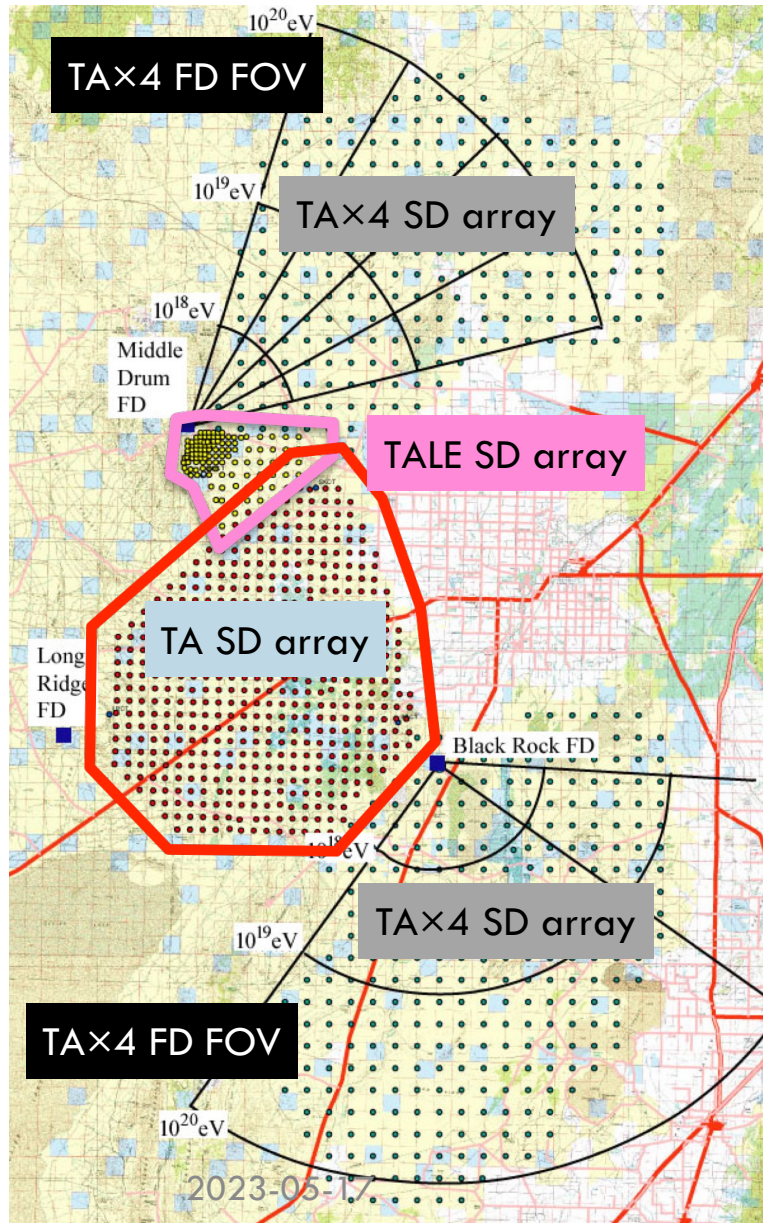 10²⁰eV
TA×4 FD FOV
10¹⁹eV
TA×4 SD array
10¹⁸eV
Middle
Drum
FD
TALE SD array
TA SD array
Long
Ridge
FD
Black Rock FD
10¹⁸eV
TA×4 SD array
10¹⁹eV
TA×4 FD FOV
10²⁰eV
2023-05-17